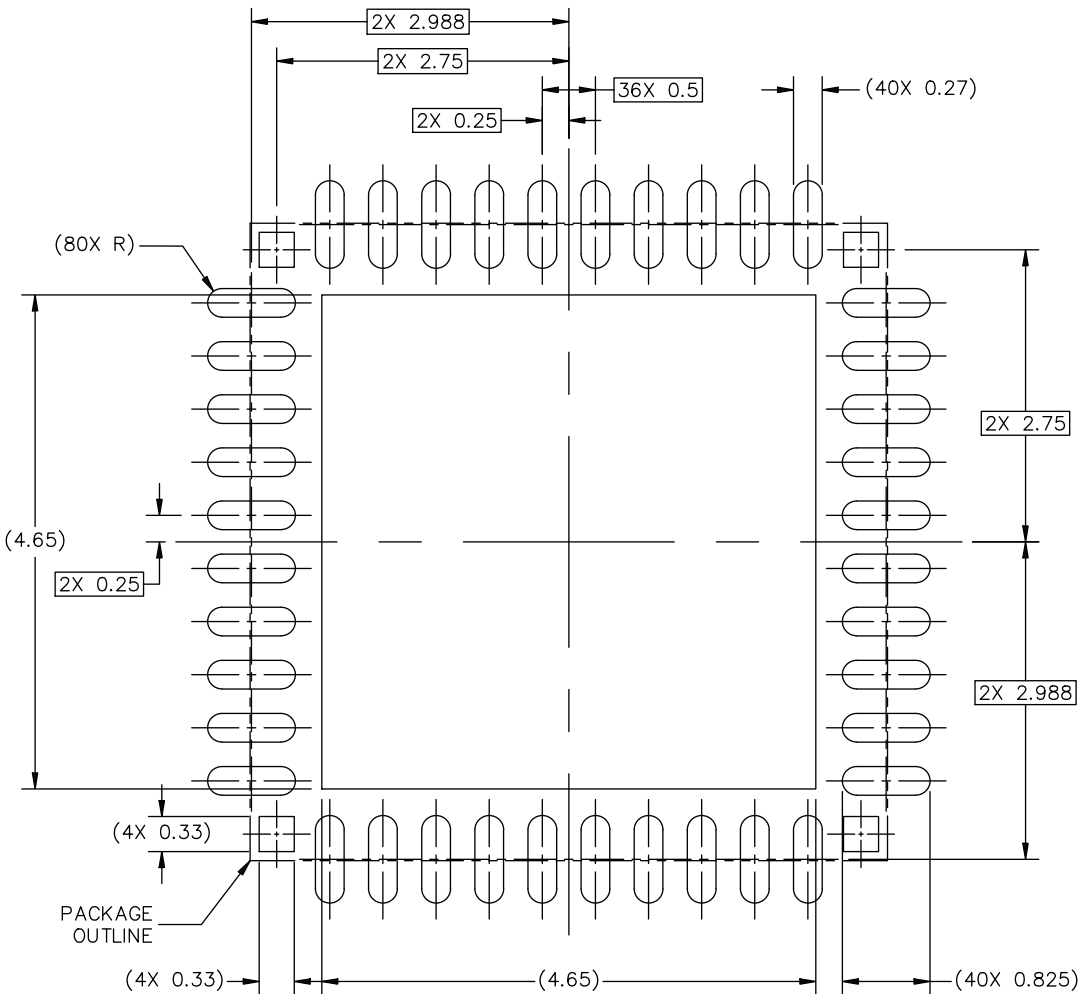 2X 2.988
2X 2.75
36X 0.5
(40X 0.27)
2X 0.25
(80X R)
2X 2.75
(4.65)
2X 0.25
2X 2.988
(4X 0.33)
PACKAGE
OUTLINE
(4X 0.33)
(4.65)
(40X 0.825)